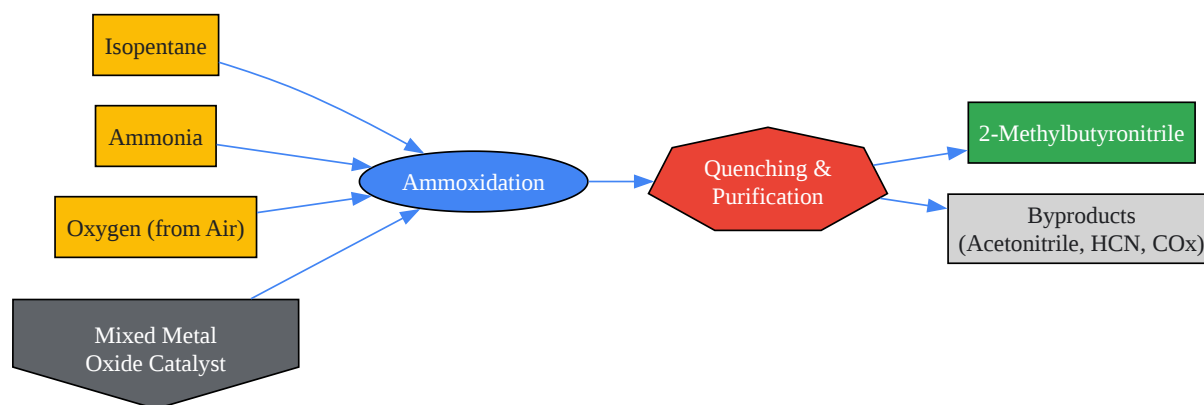 Isopentane
Ammonia
Oxygen (from Air)
Mixed Metal
Oxide Catalyst
Ammoxidation
Quenching &
Purification
2-Methylbutyronitrile
Byproducts
(Acetonitrile, HCN, COx)